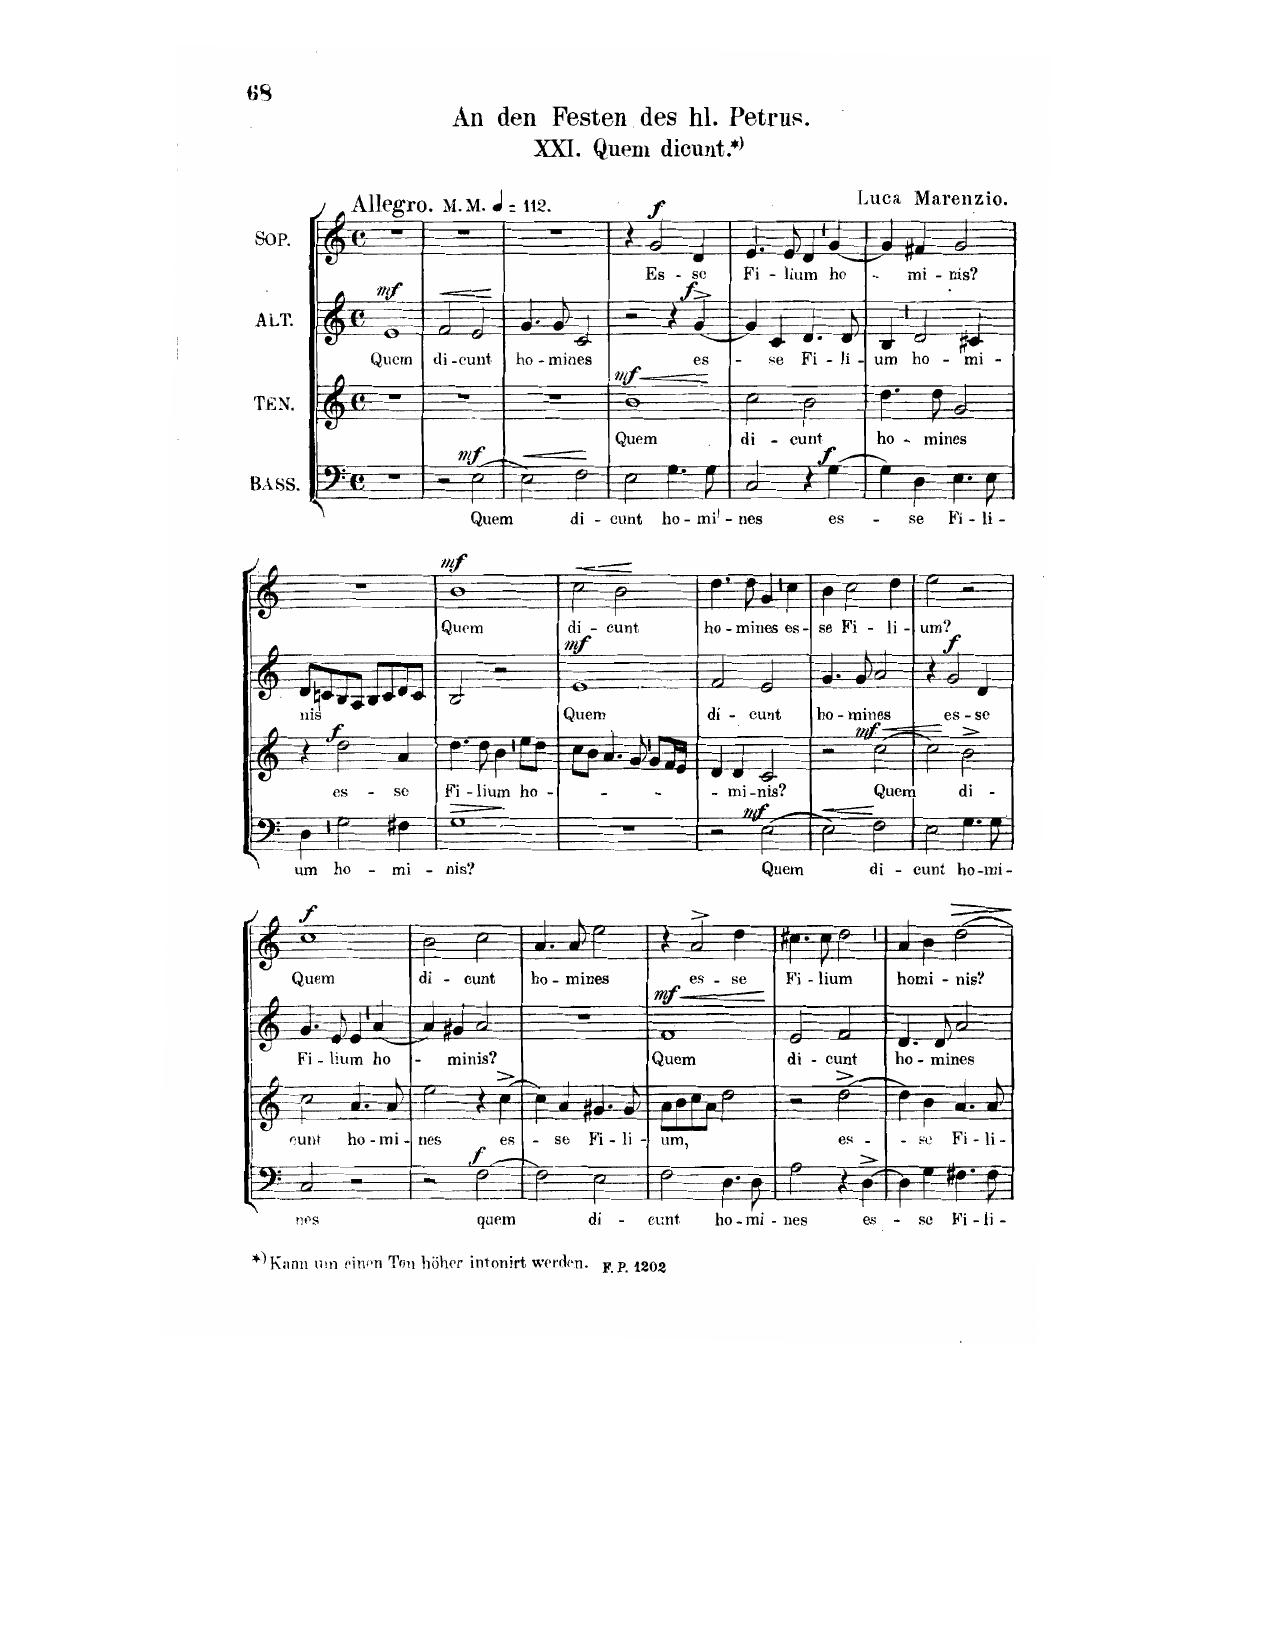 68
An den Festen des hl. Petrus.
XXI. Quem dicunt.*)
Allegro. M.M. ♩ = 112.
Luca Marenzio.
f
SOP.
Es - se Fi - lium ho - mi - nis?
mf f
ALT.
Quem di - cunt ho - mines es - se Fi - li - um ho - mi -
mf
TEN.
Quem di - cunt ho - mines
mf f
BASS.
Quem di - cunt ho - mi - nes es - se Fi - li -
mf
Quem di - cunt ho - mines es - se Fi - li - um?
mf f
nis Quem di - cunt ho - mines es - se
f mf
es - se Fi - lium ho - - - - - mi - nis? Quem di -
mf
um ho - mi - nis? Quem di - cunt ho - mi -
f
Quem di - cunt ho - mines es - se Fi - lium homi - nis?
mf
Fi - lium ho - minis? Quem di - cunt ho - mines
cunt ho - mi - nes es - se Fi - li - um, es - se Fi - li -
f
nes quem di - cunt ho - mi - nes es - se Fi - li -
*) Kann um einen Ton höher intonirt werden. F. P. 1202